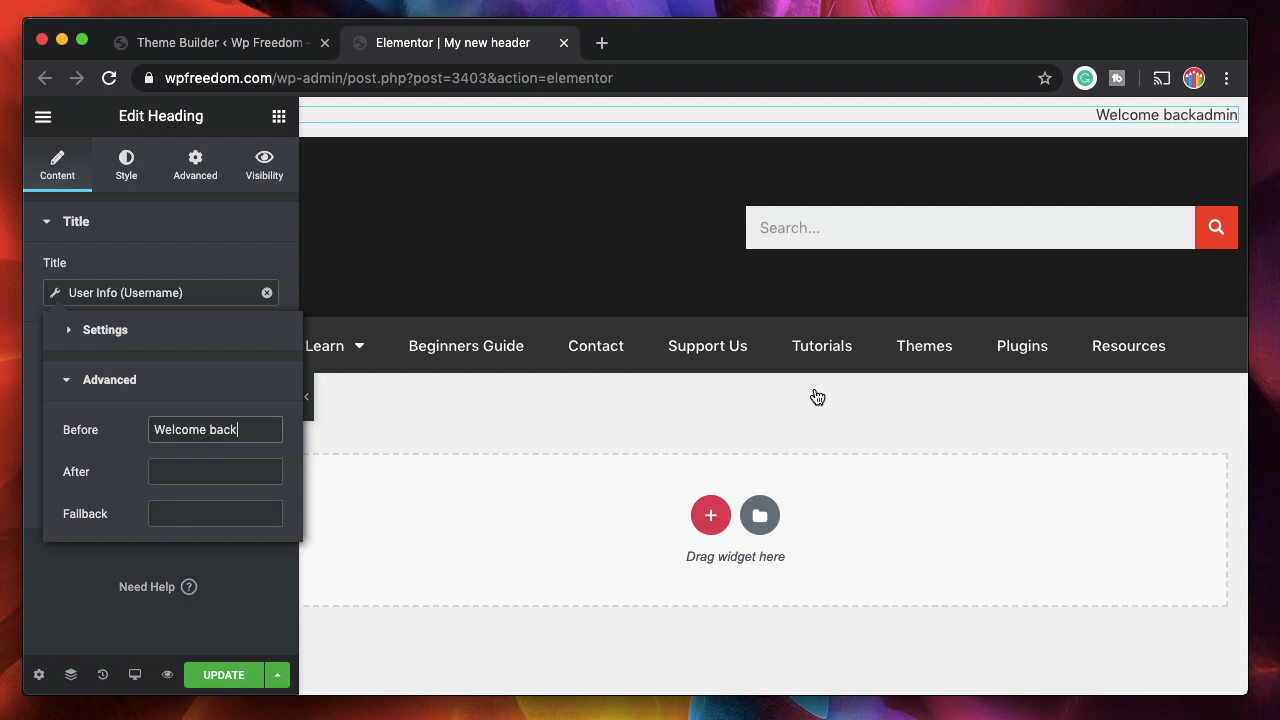 Theme Builder ‹ Wp Freedom -
Elementor | My new header
wpfreedom.com/wp-admin/post.php?post=3403&action=elementor
Edit Heading
Welcome backadmin
Content
Style
Advanced
Visibility
Title
Title
User Info (Username)
Search...
Settings
Learn
Beginners Guide
Contact
Support Us
Tutorials
Themes
Plugins
Resources
Advanced
Before
Welcome back
After
Fallback
Drag widget here
Need Help ?
UPDATE